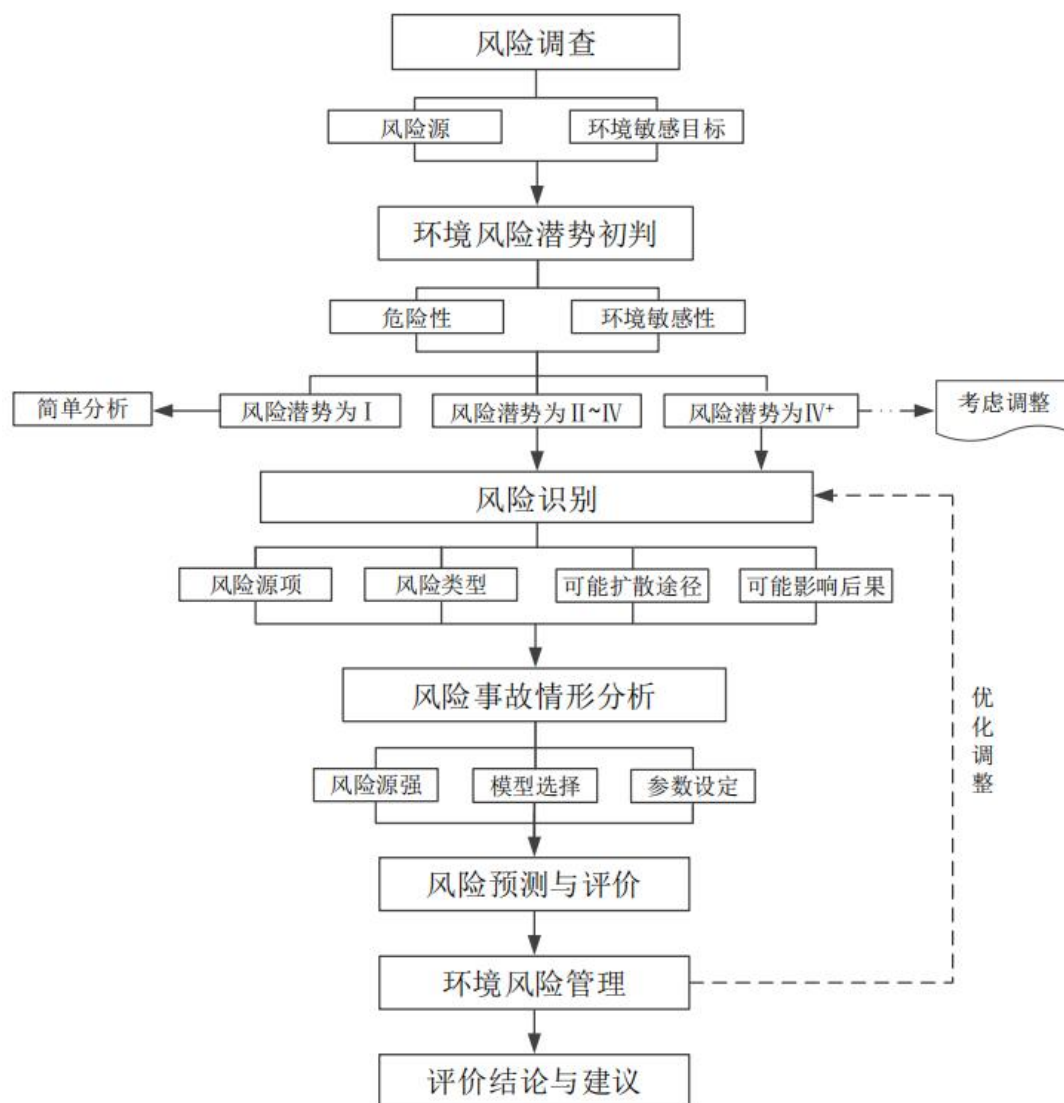 风险调查
风险源
环境敏感目标
环境风险潜势初判
危险性
环境敏感性
简单分析
风险潜势为Ⅰ
风险潜势为Ⅱ~Ⅳ
风险潜势为Ⅳ⁺
考虑调整
风险识别
风险源项
风险类型
可能扩散途径
可能影响后果
风险事故情形分析
优化调整
风险源强
模型选择
参数设定
风险预测与评价
环境风险管理
评价结论与建议